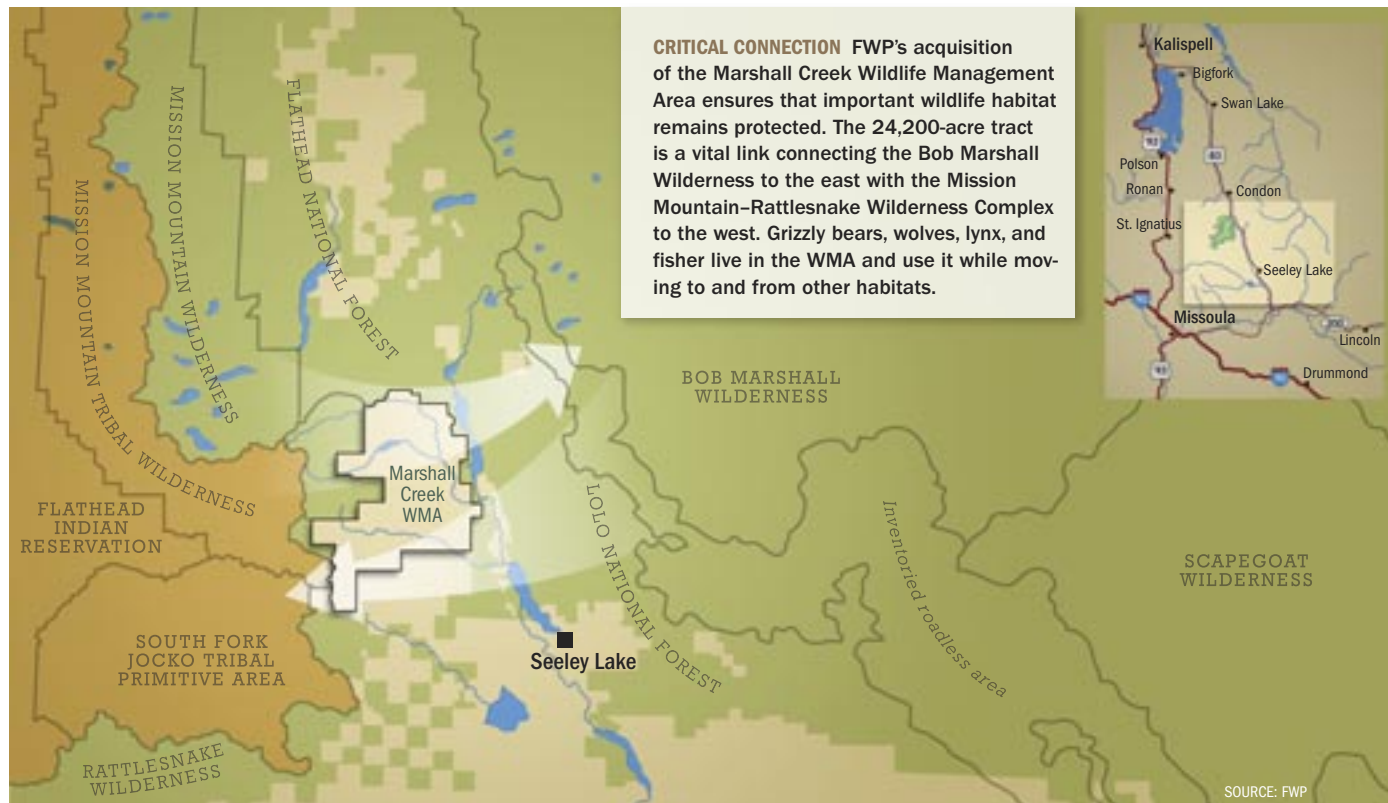 CRITICAL CONNECTION FWP's acquisition
of the Marshall Creek Wildlife Management
Area ensures that important wildlife habitat
remains protected. The 24,200-acre tract
is a vital link connecting the Bob Marshall
Wilderness to the east with the Mission
Mountain–Rattlesnake Wilderness Complex
to the west. Grizzly bears, wolves, lynx, and
fisher live in the WMA and use it while mov-
ing to and from other habitats.
Kalispell
Bigfork
Swan Lake
93
83
Polson
Ronan
Condon
St. Ignatius
Seeley Lake
Missoula
200
Lincoln
93
Drummond
MISSION MOUNTAIN TRIBAL WILDERNESS
MISSION MOUNTAIN WILDERNESS
FLATHEAD NATIONAL FOREST
BOB MARSHALL
WILDERNESS
Marshall
Creek
WMA
FLATHEAD
INDIAN
RESERVATION
LOLO NATIONAL FOREST
Inventoried roadless area
SCAPEGOAT
WILDERNESS
SOUTH FORK
JOCKO TRIBAL
PRIMITIVE AREA
Seeley Lake
RATTLESNAKE
WILDERNESS
SOURCE: FWP